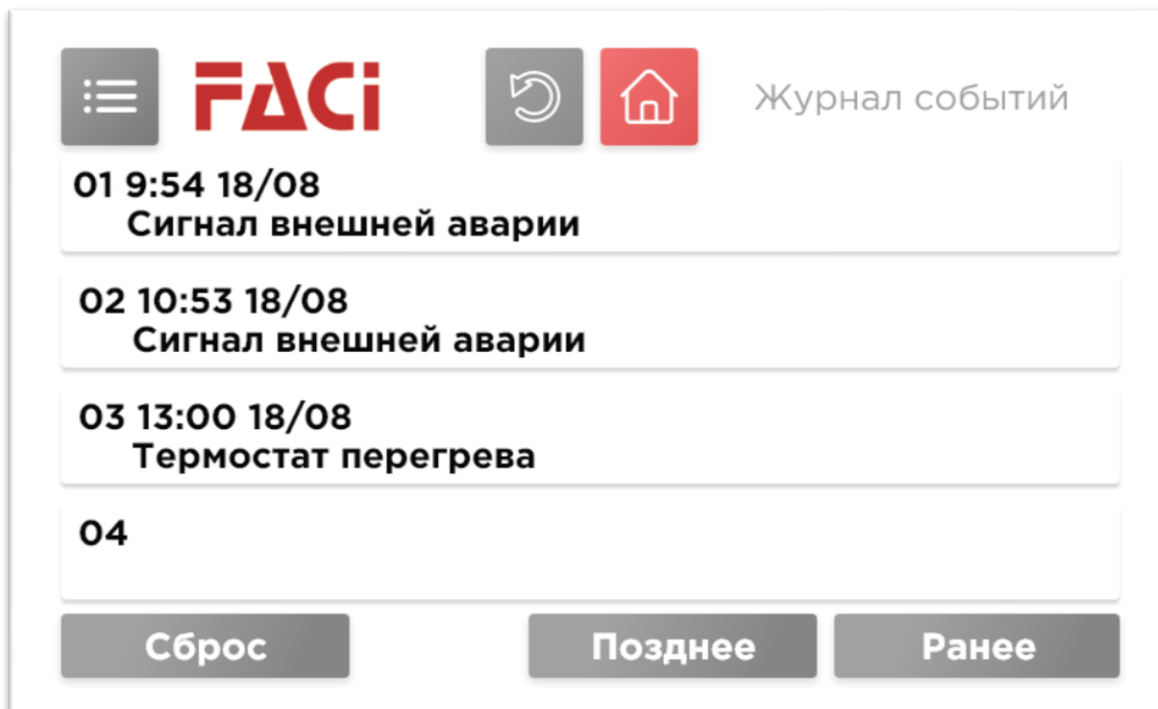 FACi
Журнал событий
01 9:54 18/08
Сигнал внешней аварии
02 10:53 18/08
Сигнал внешней аварии
03 13:00 18/08
Термостат перегрева
04
Сброс
Позднее
Ранее